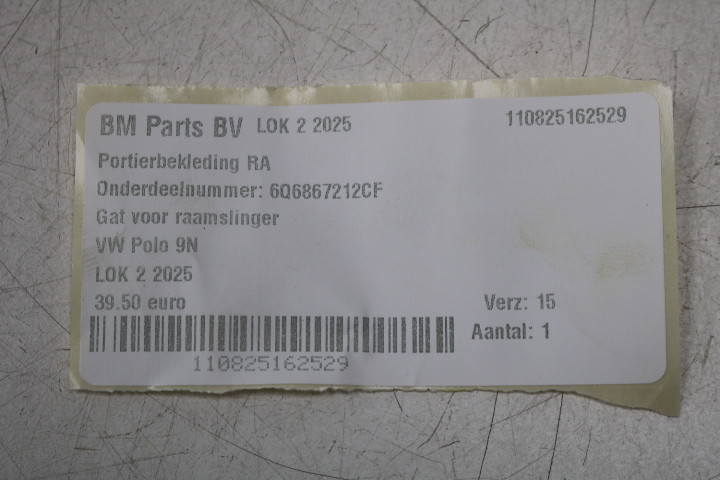 BM Parts BV LOK 2 2025 110825162529
Portierbekleding RA
Onderdeelnummer: 6Q6867212CF
Gat voor raamslinger
VW Polo 9N
LOK 2 2025
39.50 euro Verz: 15
Aantal: 1
110825162529